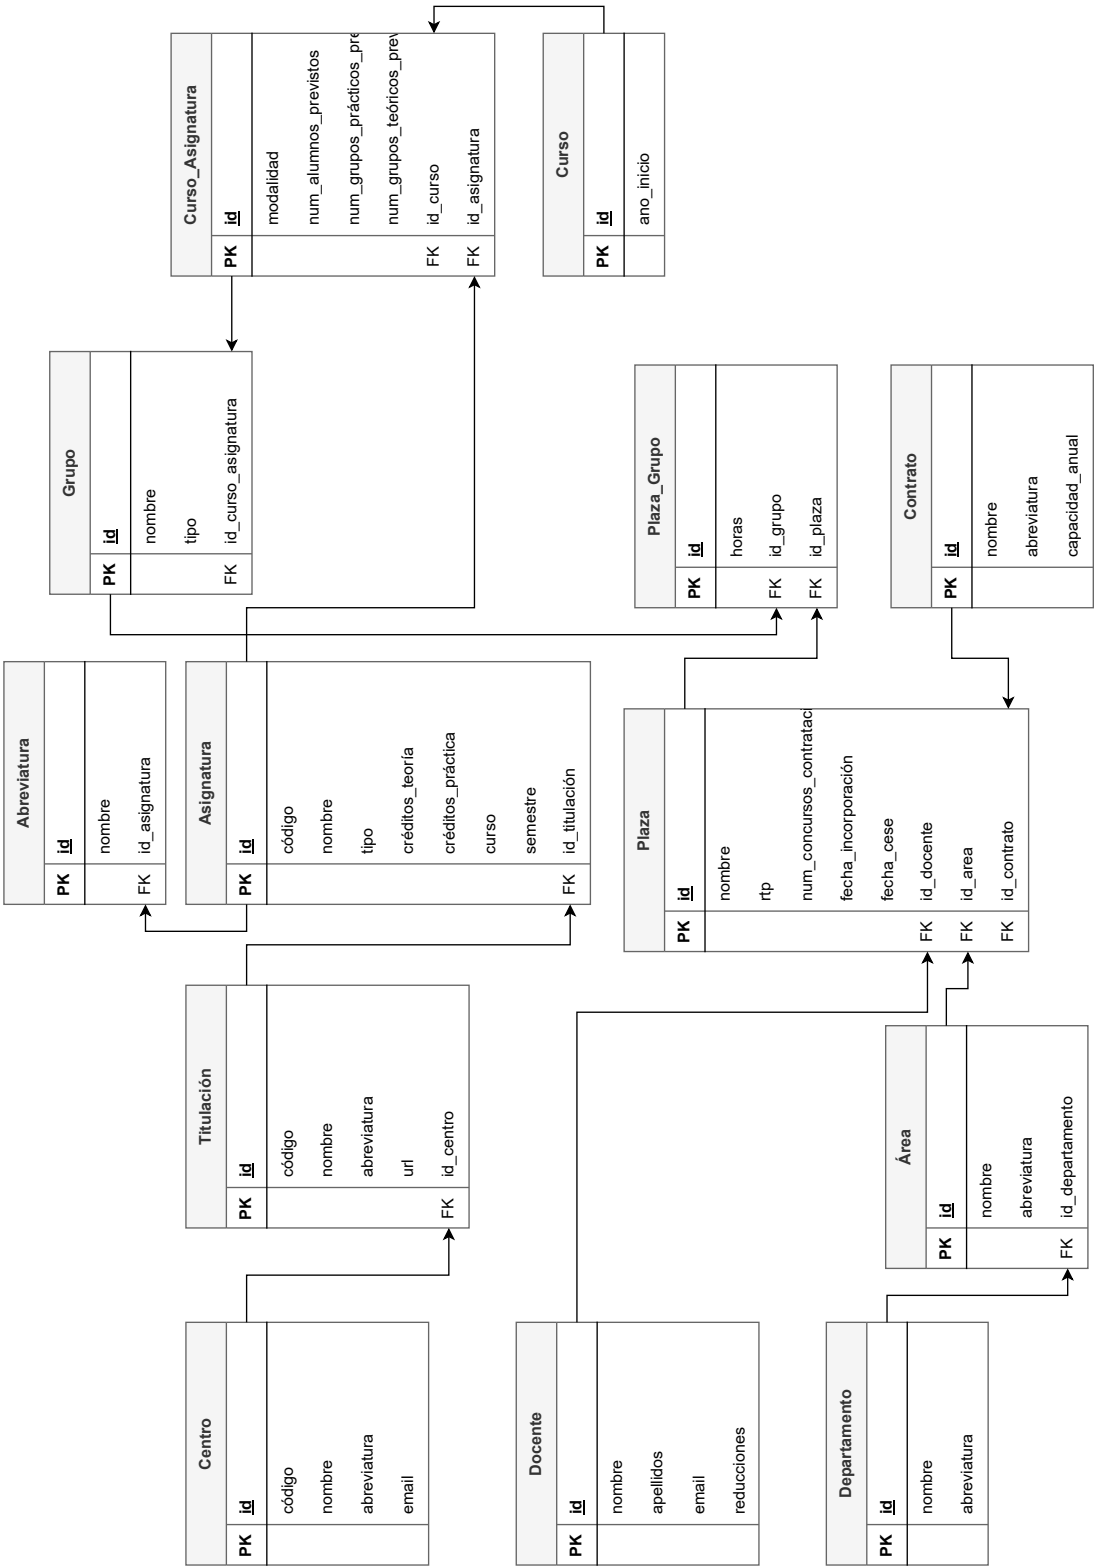 Centro
PK id
código
nombre
abreviatura
email
Titulación
PK id
código
nombre
abreviatura
url
FK id_centro
Abreviatura
PK id
nombre
FK id_asignatura
Asignatura
PK id
código
nombre
tipo
créditos_teoría
créditos_práctica
curso
semestre
FK id_titulación
Grupo
PK id
nombre
tipo
FK id_curso_asignatura
Curso_Asignatura
PK id
modalidad
num_alumnos_previstos
num_grupos_prácticos_pre
num_grupos_teóricos_prev
FK id_curso
FK id_asignatura
Curso
PK id
ano_inicio
Docente
PK id
nombre
apellidos
email
reducciones
Departamento
PK id
nombre
abreviatura
Área
PK id
nombre
abreviatura
FK id_departamento
Plaza
PK id
nombre
rtp
num_concursos_contrataci
fecha_incorporación
fecha_cese
FK id_docente
FK id_area
FK id_contrato
Plaza_Grupo
PK id
horas
FK id_grupo
FK id_plaza
Contrato
PK id
nombre
abreviatura
capacidad_anual